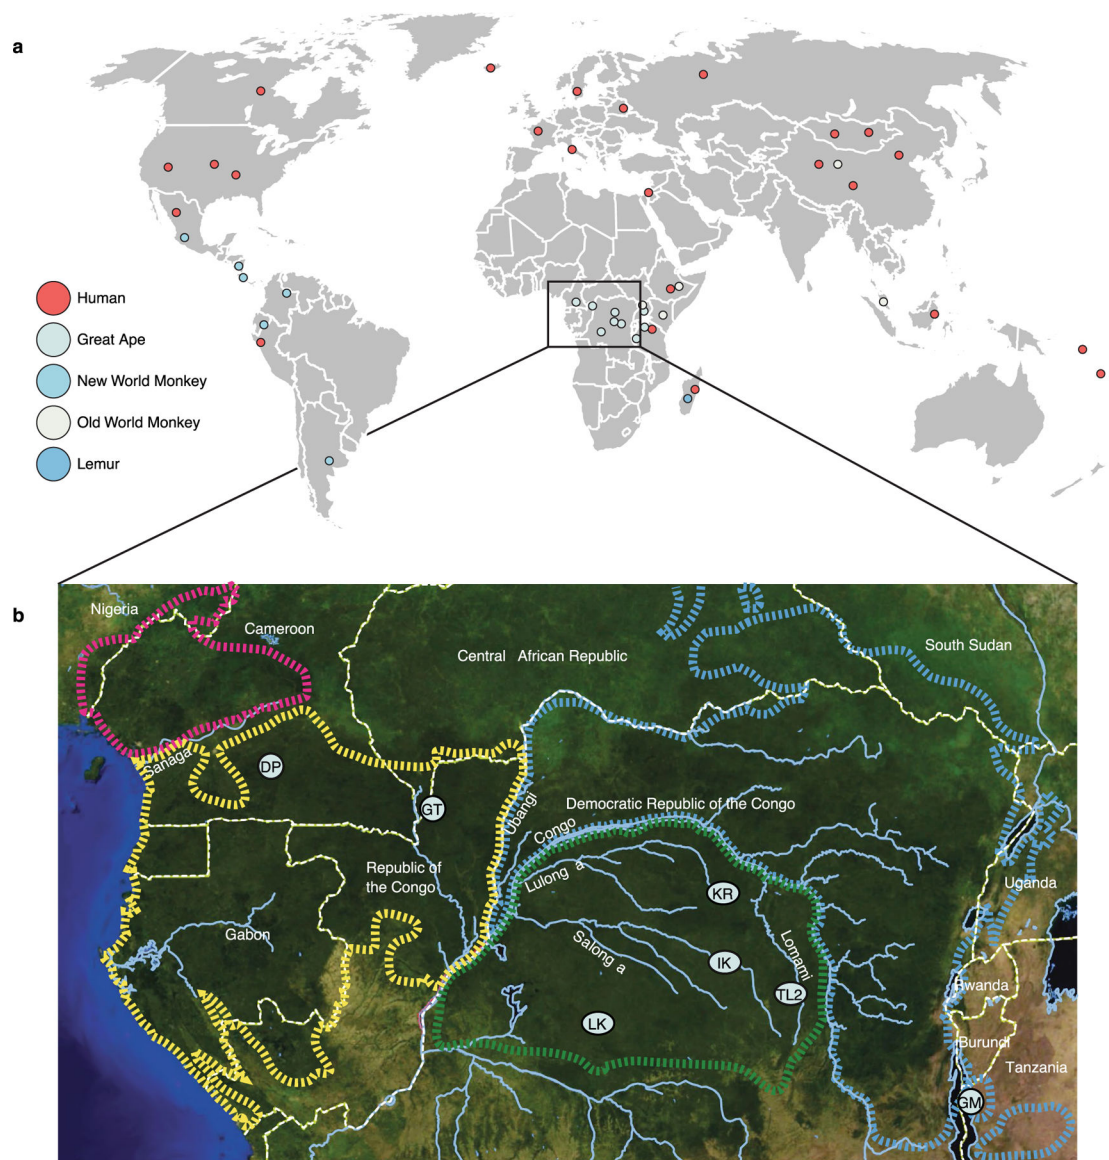 a
Human
Great Ape
New World Monkey
Old World Monkey
Lemur
b
Nigeria
Cameroon
Central African Republic
South Sudan
Sanaga
DP
GT
Ubangi
Democratic Republic of the Congo
Congo
Republic of
the Congo
Lulong a
KR
Uganda
Gabon
Salong a
Lomami
IK
TL2
Rwanda
LK
Burundi
Tanzania
GM